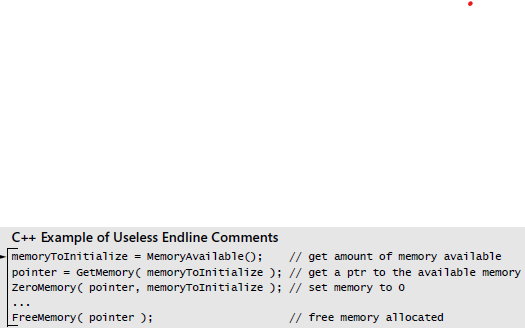 C++ Example of Useless Endline Comments
memoryToInitialize = MemoryAvailable();    // get amount of memory available
pointer = GetMemory( memoryToInitialize ); // get a ptr to the available memory
ZeroMemory( pointer, memoryToInitialize ); // set memory to 0
...
FreeMemory( pointer );                     // free memory allocated